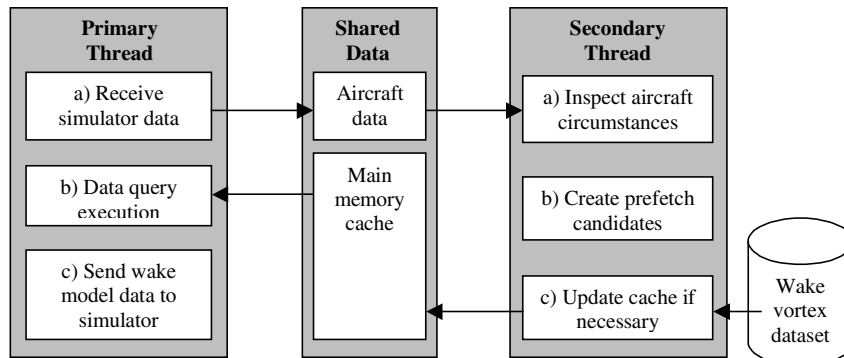 Primary
Thread
a) Receive
simulator data
b) Data query
execution
c) Send wake
model data to
simulator
Shared
Data
Aircraft
data
Main
memory
cache
Secondary
Thread
a) Inspect aircraft
circumstances
b) Create prefetch
candidates
c) Update cache if
necessary
Wake
vortex
dataset